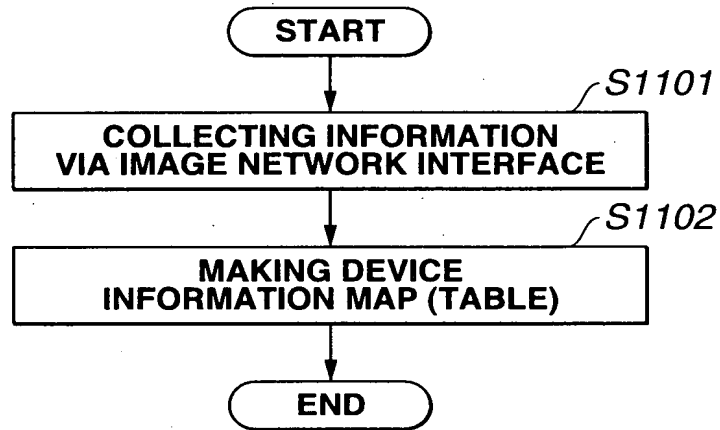 START
S1101
COLLECTING INFORMATION
VIA IMAGE NETWORK INTERFACE
S1102
MAKING DEVICE
INFORMATION MAP (TABLE)
END